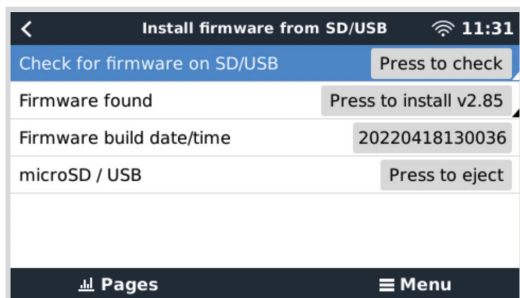 Install firmware from SD/USB 11:31
Check for firmware on SD/USB Press to check
Firmware found Press to install v2.85
Firmware build date/time 20220418130036
microSD / USB Press to eject
Pages Menu